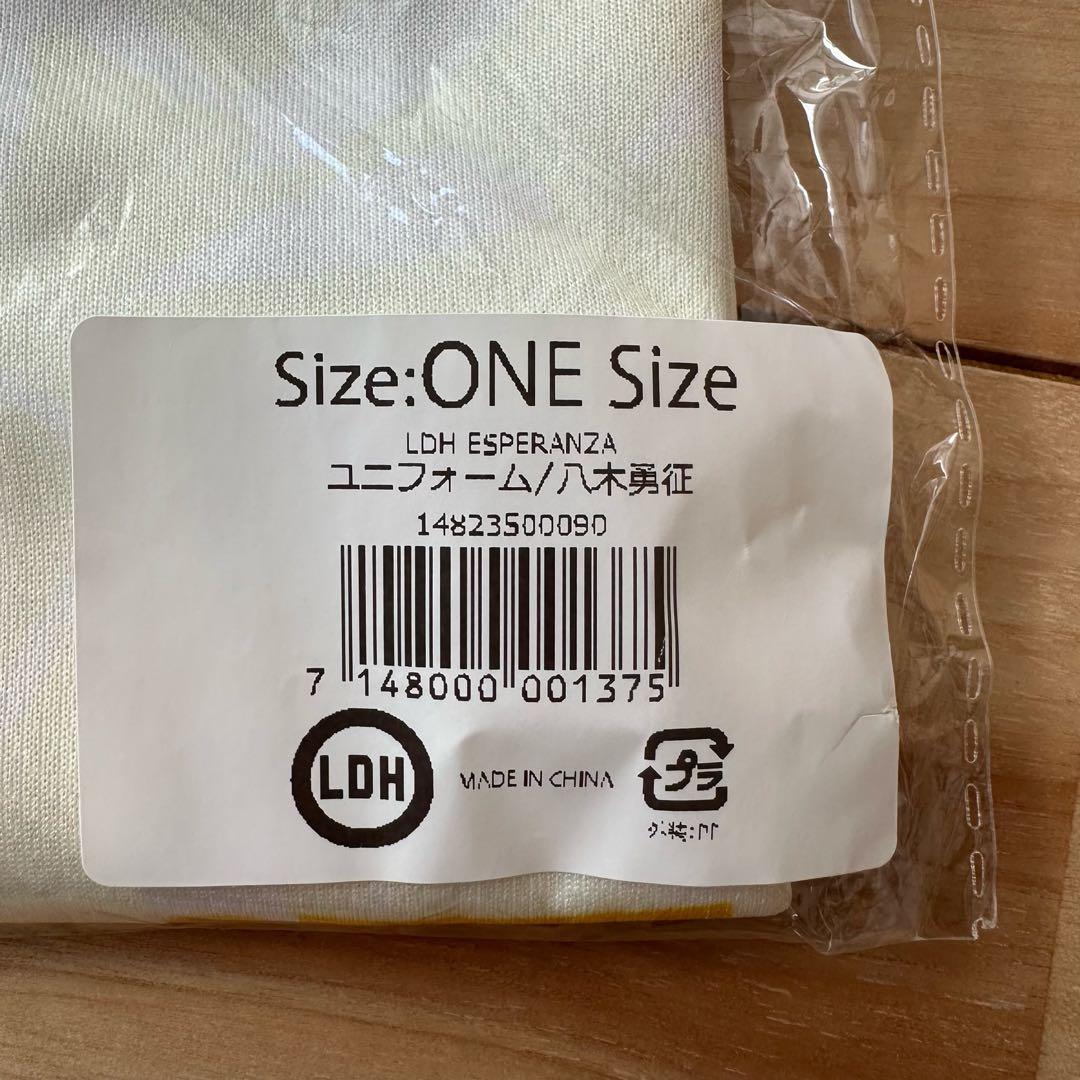 Size:ONE Size
LDH ESPERANZA
ユニフォーム/八木勇征
14823500090
7 148000 001375
LDH
MADE IN CHINA
プラ